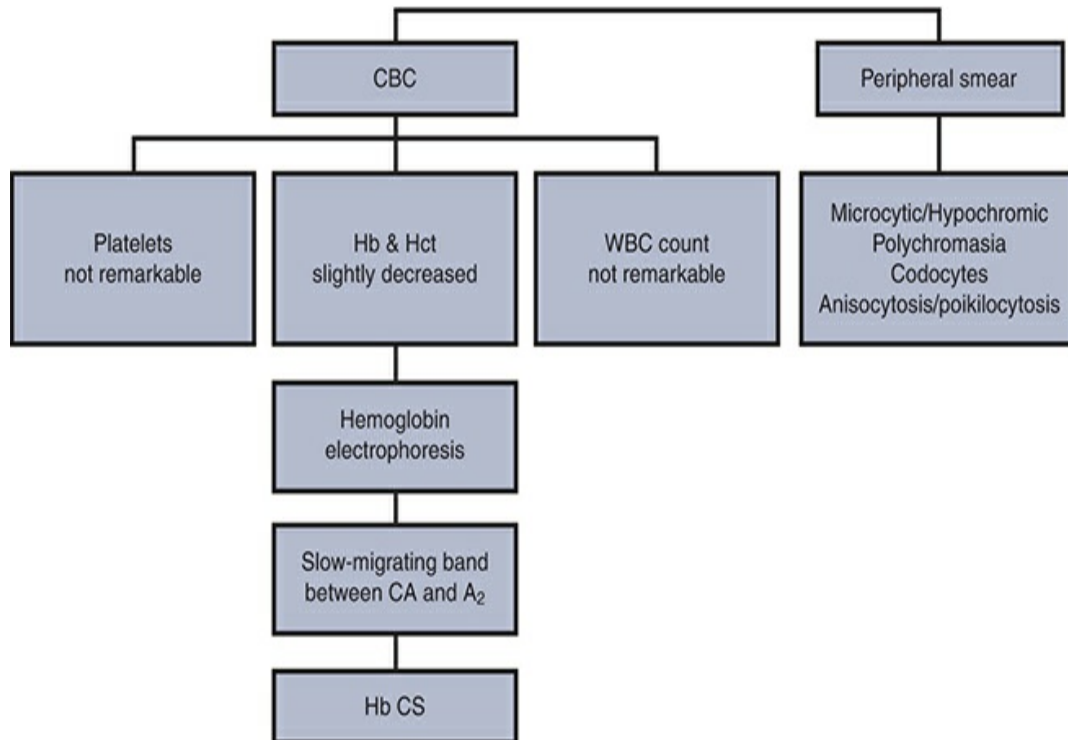 CBC
Peripheral smear
Platelets
not remarkable
Hb & Hct
slightly decreased
WBC count
not remarkable
Microcytic/Hypochromic
Polychromasia
Codocytes
Anisocytosis/poikilocytosis
Hemoglobin
electrophoresis
Slow-migrating band
between CA and A₂
Hb CS